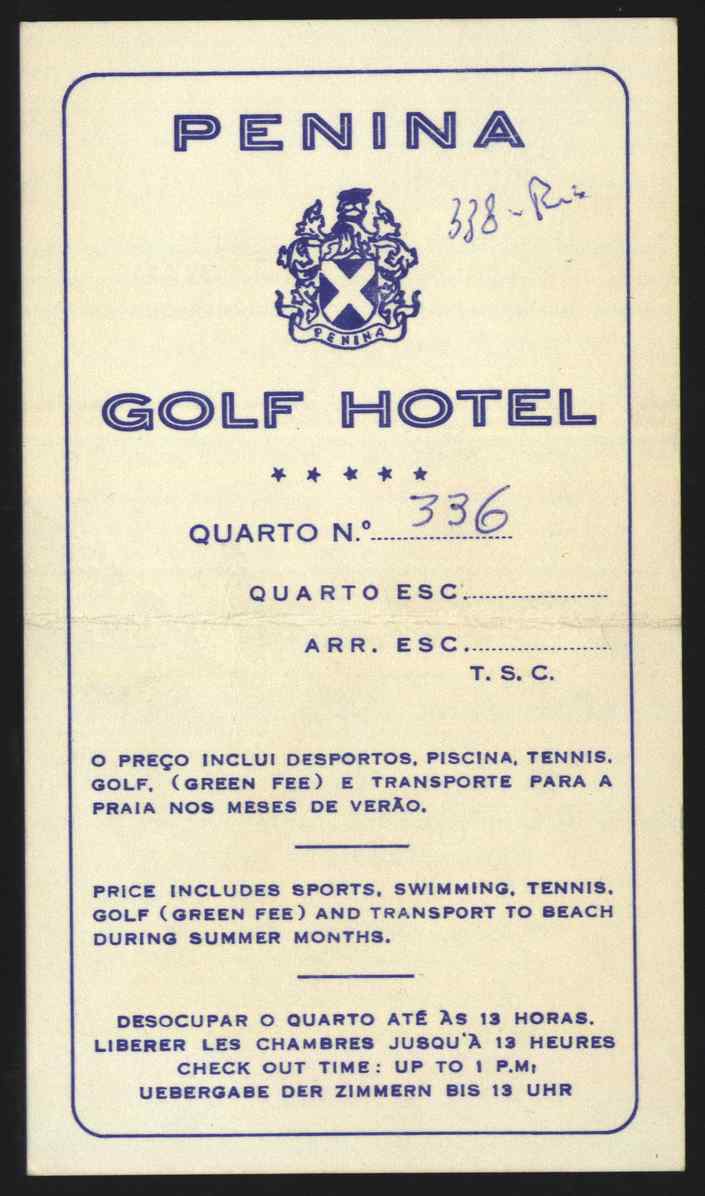 PENINA
338 -
PENINA
GOLF HOTEL
QUARTO N.º 336
QUARTO ESC.
ARR. ESC.
T. S. C.
O PREÇO INCLUI DESPORTOS, PISCINA, TENNIS,
GOLF, (GREEN FEE) E TRANSPORTE PARA A
PRAIA NOS MESES DE VERÃO.
PRICE INCLUDES SPORTS, SWIMMING, TENNIS,
GOLF (GREEN FEE) AND TRANSPORT TO BEACH
DURING SUMMER MONTHS.
DESOCUPAR O QUARTO ATÉ ÀS 13 HORAS.
LIBERER LES CHAMBRES JUSQU'À 13 HEURES
CHECK OUT TIME: UP TO 1 P.M,
UEBERGABE DER ZIMMERN BIS 13 UHR